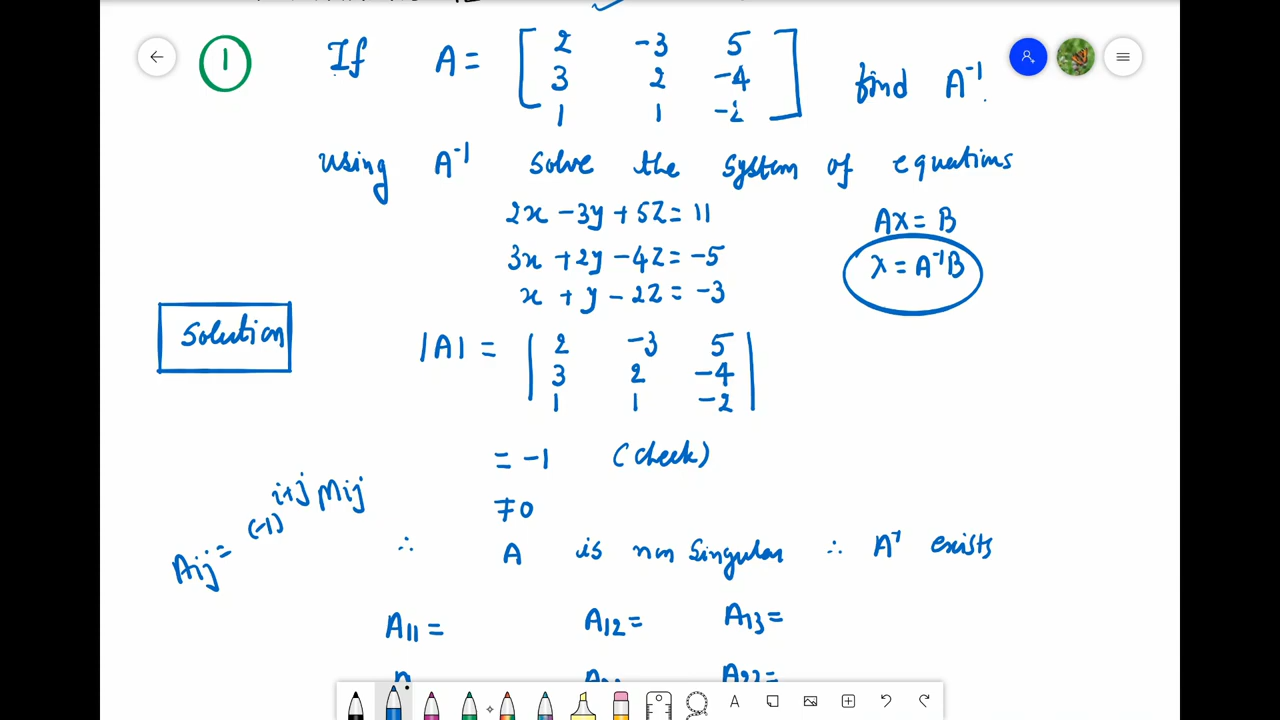 1 If A = [ 2 -3 5
3 2 -4
1 1 -2 ] find A⁻¹.
using A⁻¹ solve the system of equations
2x - 3y + 5z = 11
3x + 2y - 4z = -5
x + y - 2z = -3
AX = B
X = A⁻¹B
Solution
|A| = | 2 -3 5
3 2 -4
1 1 -2 |
= -1 (check)
≠0
Aij = (-1)^i+j Mij
∴ A is non singular ∴ A⁻¹ exists
A₁₁ = A₁₂ = A₁₃ =
A₂₃ =
A